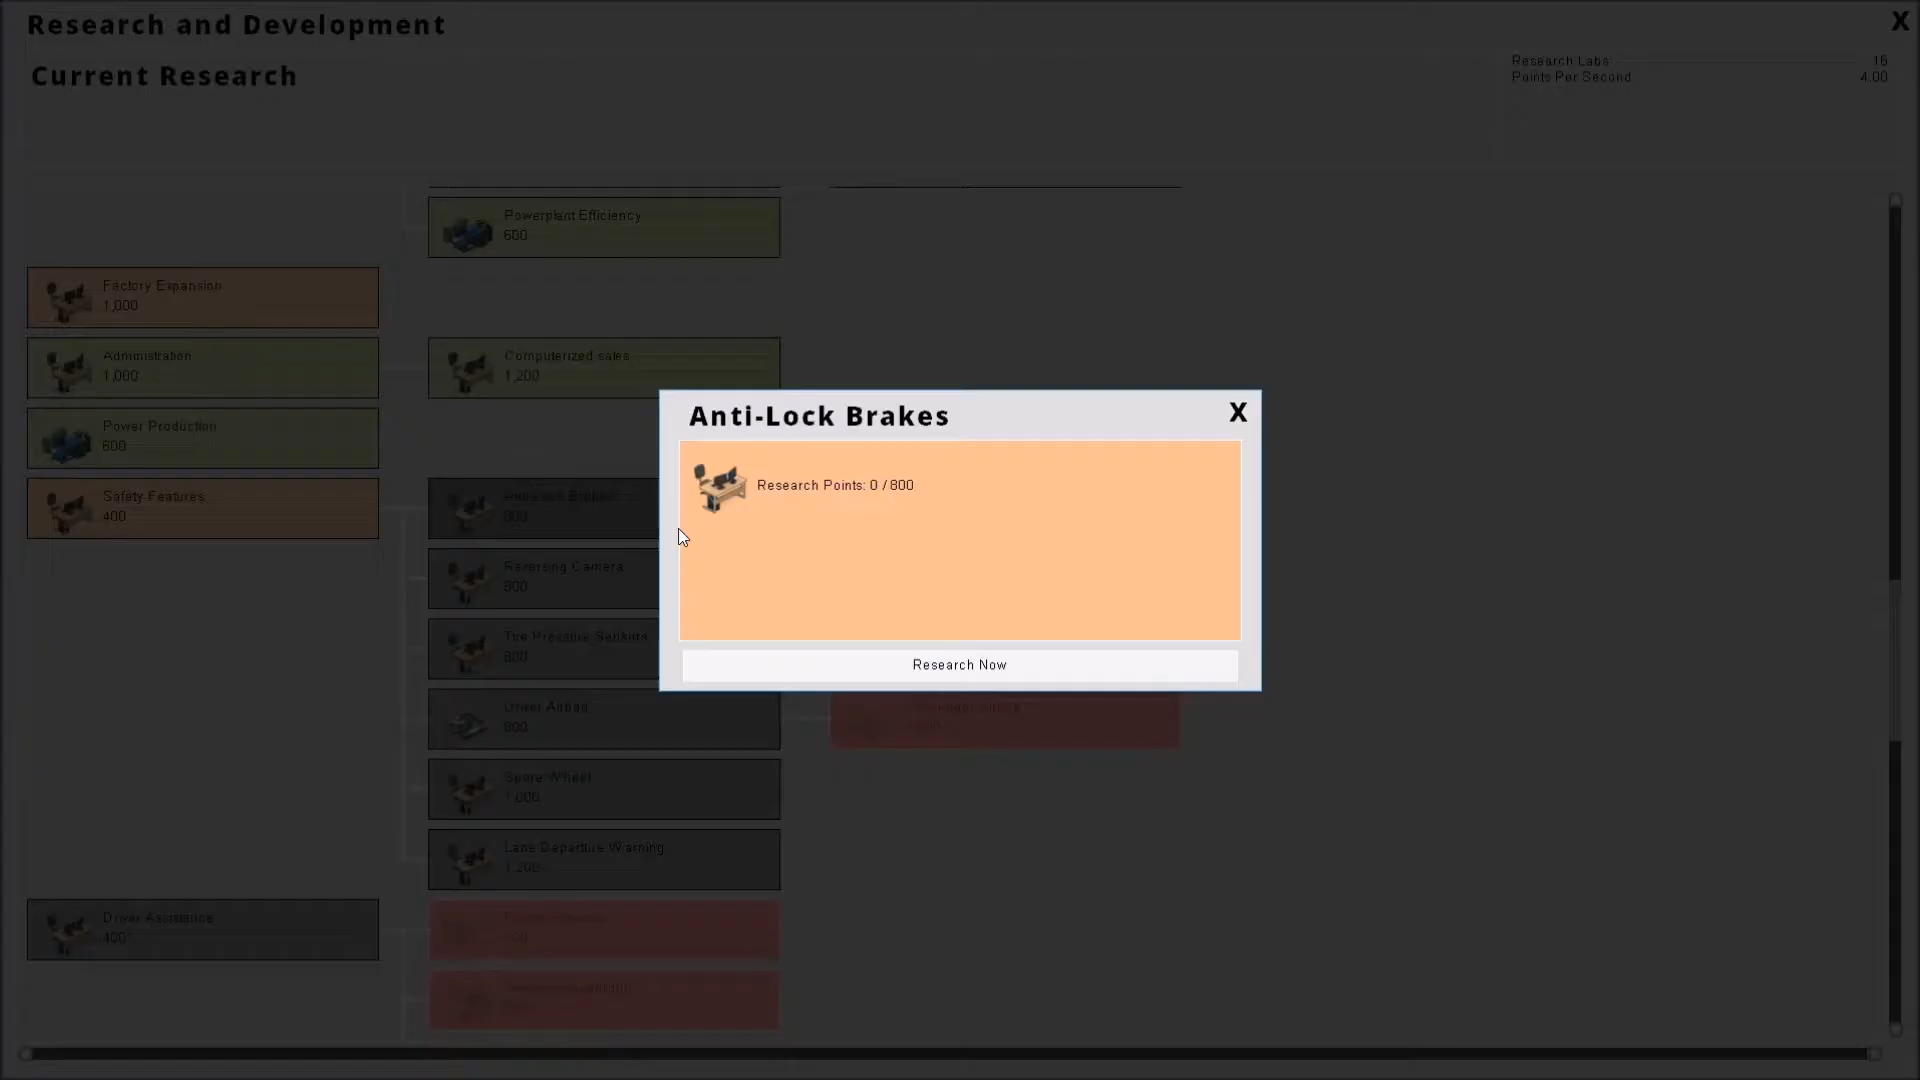 Research and Development
X
Current Research
Research Labs 16
Points Per Second 4.00
Powerplant Efficiency
600
Factory Expansion
1,000
Administration
1,000
Computerized sales
1,200
Power Production
600
Anti-Lock Brakes
X
Research Points: 0 / 800
Research Now
Safety Features
400
800
Reversing Camera
800
Tire Pressure Sensors
800
Driver Airbag
800
Spare Wheel
1,000
Lane Departure Warning
1,200
Driver Assistance
400